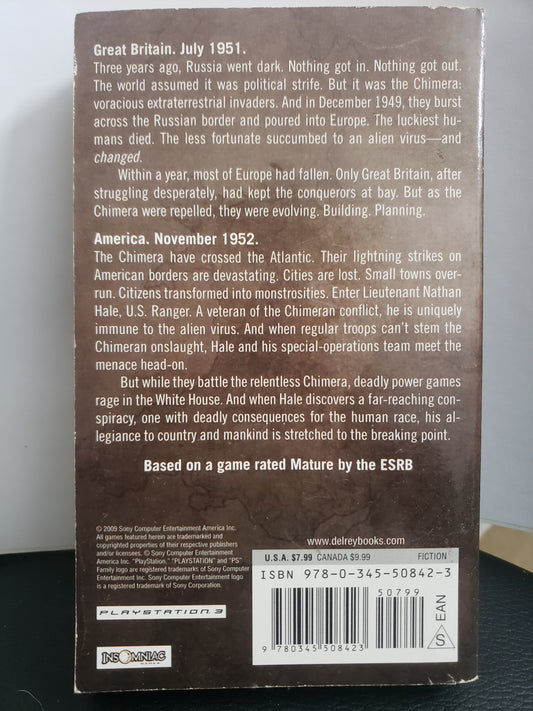 Great Britain. July 1951.
Three years ago, Russia went dark. Nothing got in. Nothing got out.
The world assumed it was political strife. But it was the Chimera:
voracious extraterrestrial invaders. And in December 1949, they burst
across the Russian border and poured into Europe. The luckiest hu-
mans died. The less fortunate succumbed to an alien virus—and
changed.
Within a year, most of Europe had fallen. Only Great Britain, after
struggling desperately, had kept the conquerors at bay. But as the
Chimera were repelled, they were evolving. Building. Planning.
America. November 1952.
The Chimera have crossed the Atlantic. Their lightning strikes on
American borders are devastating. Cities are lost. Small towns over-
run. Citizens transformed into monstrosities. Enter Lieutenant Nathan
Hale, U.S. Ranger. A veteran of the Chimeran conflict, he is uniquely
immune to the alien virus. And when regular troops can't stem the
Chimeran onslaught, Hale and his special-operations team meet the
menace head-on.
But while they battle the relentless Chimera, deadly power games
rage in the White House. And when Hale discovers a far-reaching con-
spiracy, one with deadly consequences for the human race, his al-
legiance to country and mankind is stretched to the breaking point.
Based on a game rated Mature by the ESRB
© 2009 Sony Computer Entertainment America Inc.
All games featured herein are trademarked and
copyrighted properties of their respective publishers
and/or licensees. © Sony Computer Entertainment
America Inc. "PlayStation," "PLAYSTATION" and "PS"
Family logo are registered trademarks of Sony Computer
Entertainment Inc. Sony Computer Entertainment logo
is a registered trademark of Sony Corporation.
PLAYSTATION 3
INSOMNIAC
GAMES
www.delreybooks.com
U.S.A. $7.99 CANADA $9.99 FICTION
ISBN 978-0-345-50842-3
50799
9 780345 508423
S EAN